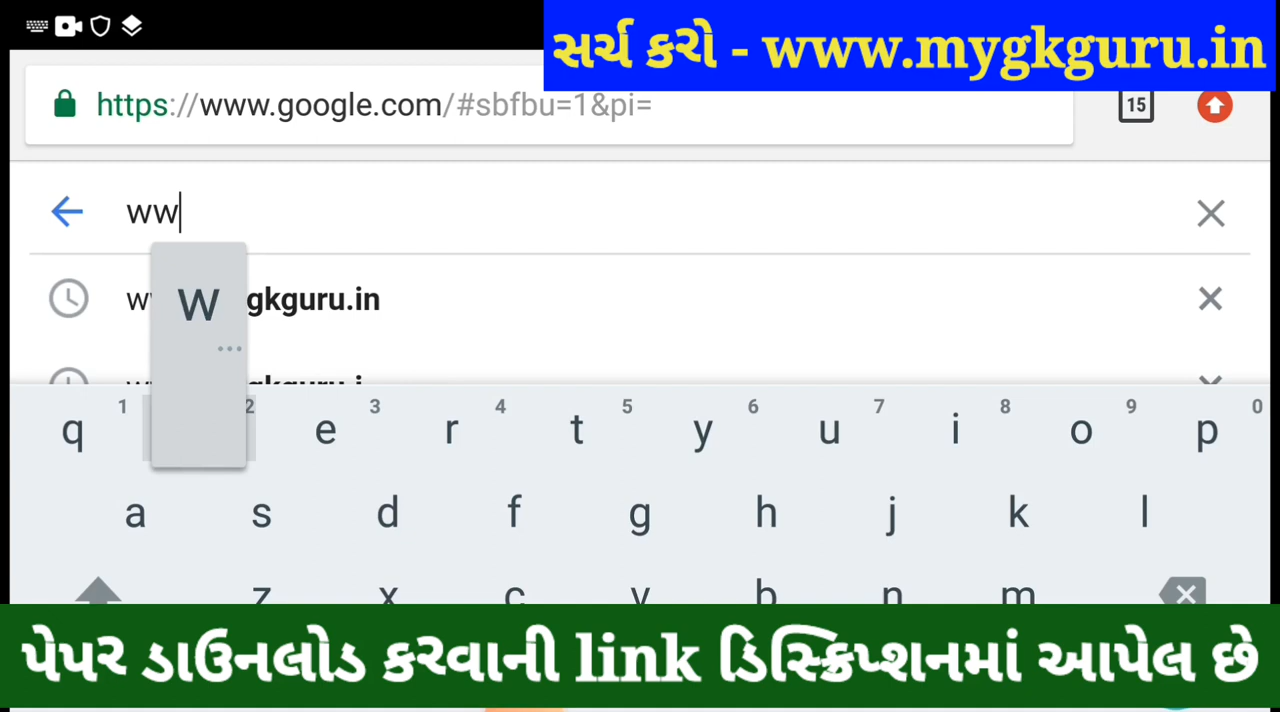 સર્ચ કરો - www.mygkguru.in
https://www.google.com/#sbfbu=1&pi=
15
ww
w
gkguru.in
1 2 3 4 5 6 7 8 9 0
q e r t y u i o p
a s d f g h j k l
z x c v b n m
પેપર ડાઉનલોડ કરવાની link ડિસ્ક્રિપ્શનમાં આપેલ છે